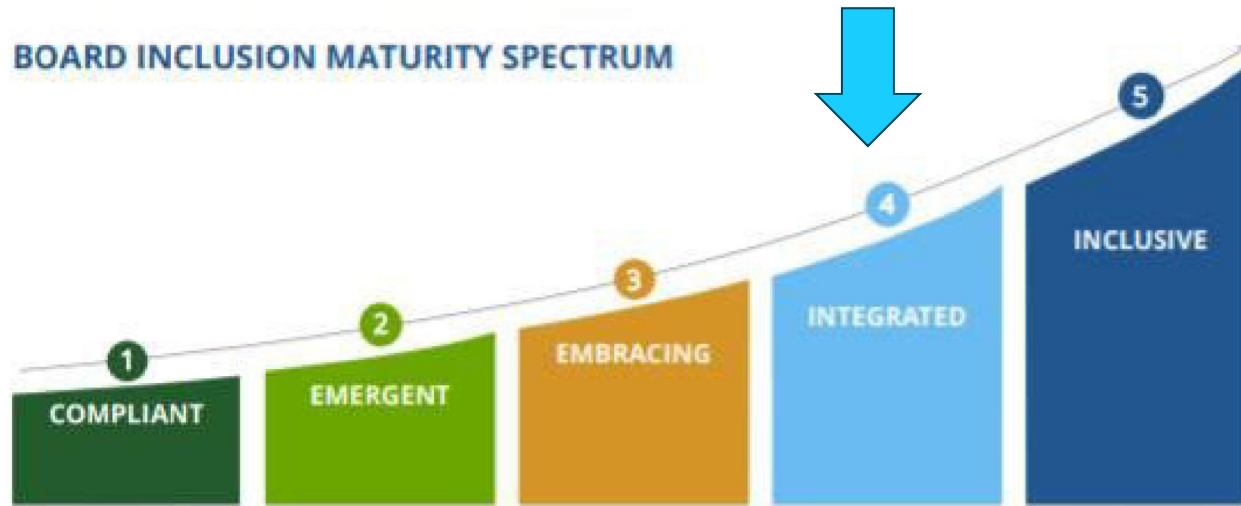 BOARD INCLUSION MATURITY SPECTRUM
1
COMPLIANT
2
EMERGENT
3
EMBRACING
4
INTEGRATED
5
INCLUSIVE